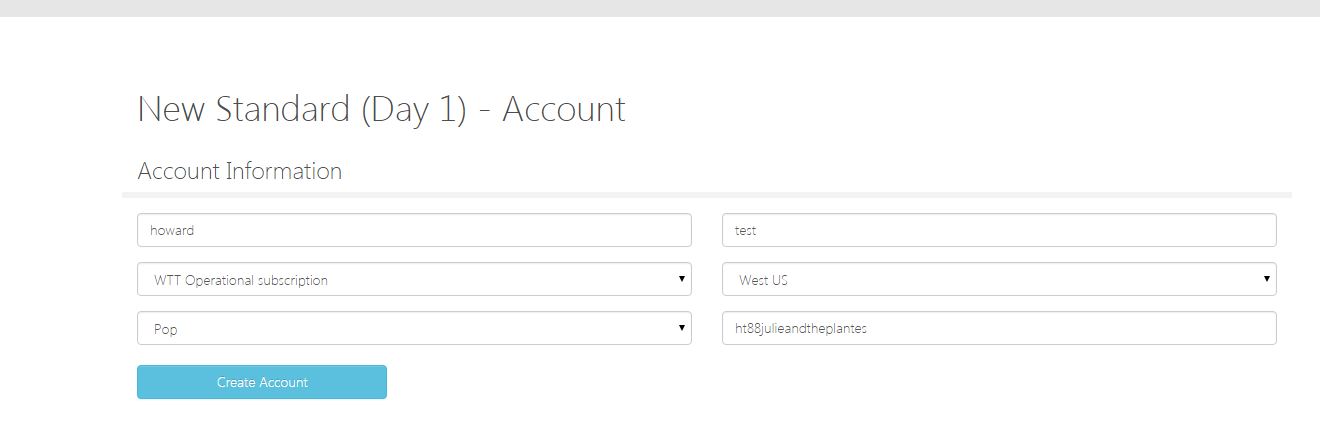 New Standard (Day 1) - Account
Account Information
howard
test
WTT Operational subscription
West US
Pop
ht88julieandtheplantes
Create Account